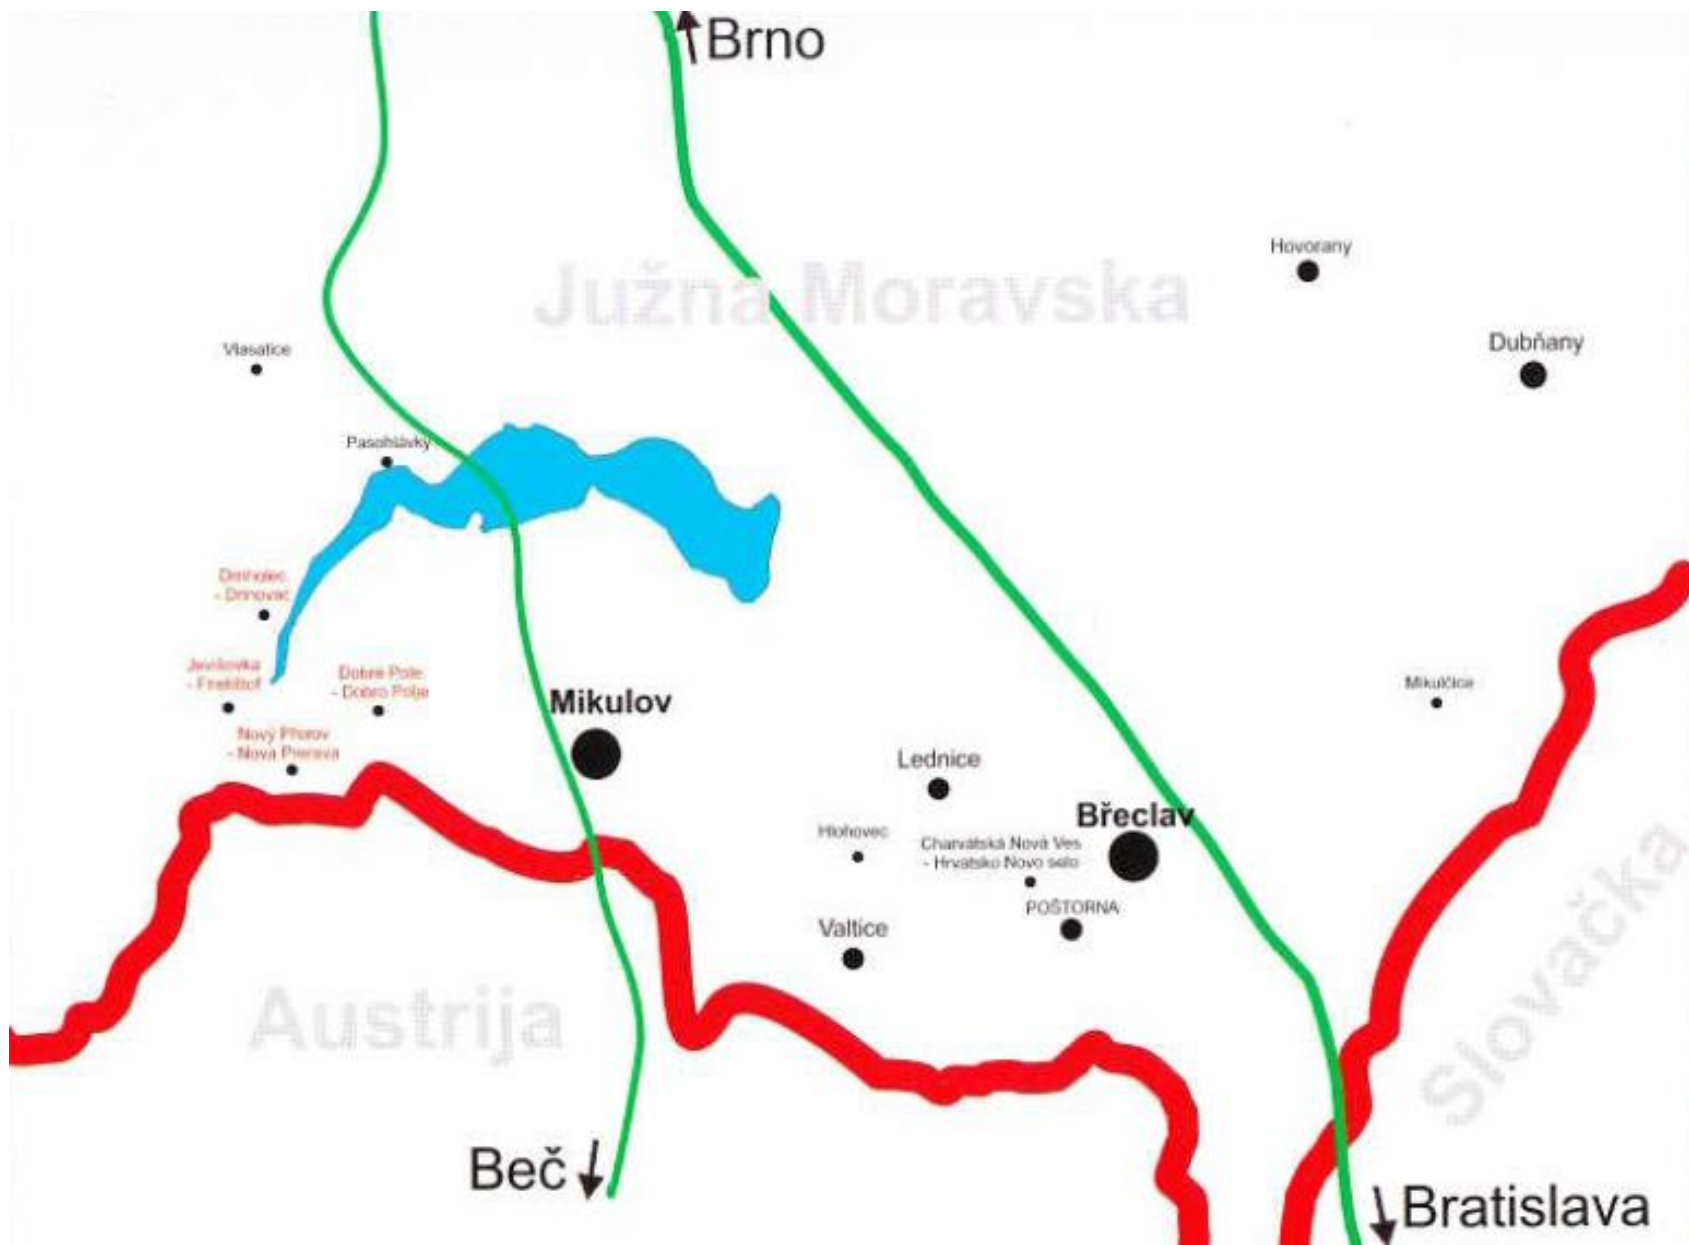 Brno
Hovorany
Južna Moravska
Dubňany
Vlasatice
Pasohlávky
Drnholec
- Drnovac
Jevišovka
- Frielištof
Dobré Pole
- Dobro Polje
Mikulov
Mikulčice
Nový Přerov
- Nova Prerava
Lednice
Břeclav
Hlohovec
Charvátská Nová Ves
- Hrvatsko Novo selo
POŠTORNA
Valtice
Slovačka
Austrija
Beč
Bratislava